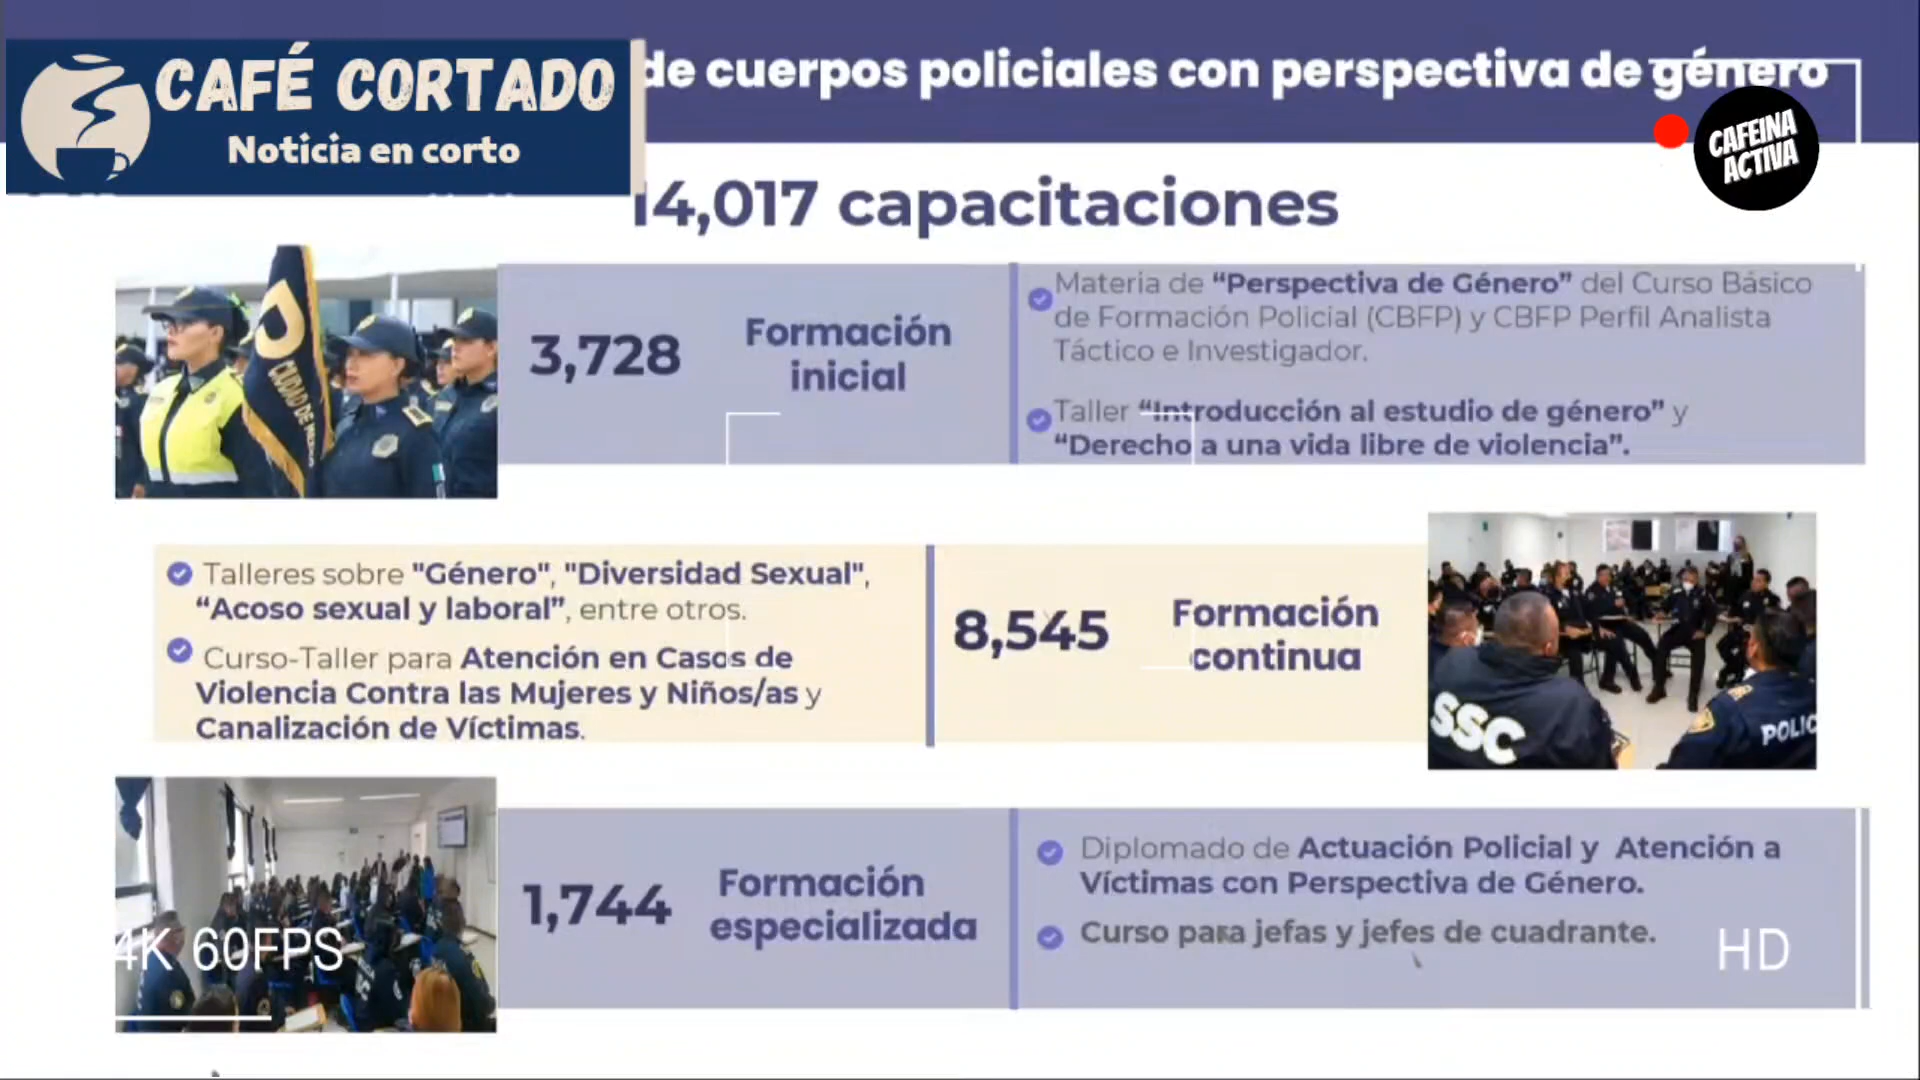 CAFÉ CORTADO
Noticia en corto
de cuerpos policiales con perspectiva de género
CAFEINA
ACTIVA
14,017 capacitaciones
CIUDAD DE
3,728
Formación
inicial
Materia de “Perspectiva de Género” del Curso Básico
de Formación Policial (CBFP) y CBFP Perfil Analista
Táctico e Investigador.
Taller “Introducción al estudio de género” y
“Derecho a una vida libre de violencia”.
Talleres sobre "Género", "Diversidad Sexual",
“Acoso sexual y laboral”, entre otros.
Curso-Taller para Atención en Casos de
Violencia Contra las Mujeres y Niños/as y
Canalización de Víctimas.
8,545
Formación
continua
SSC
POLIC
1,744
Formación
especializada
Diplomado de Actuación Policial y Atención a
Víctimas con Perspectiva de Género.
Curso para jefas y jefes de cuadrante.
4K 60FPS
HD